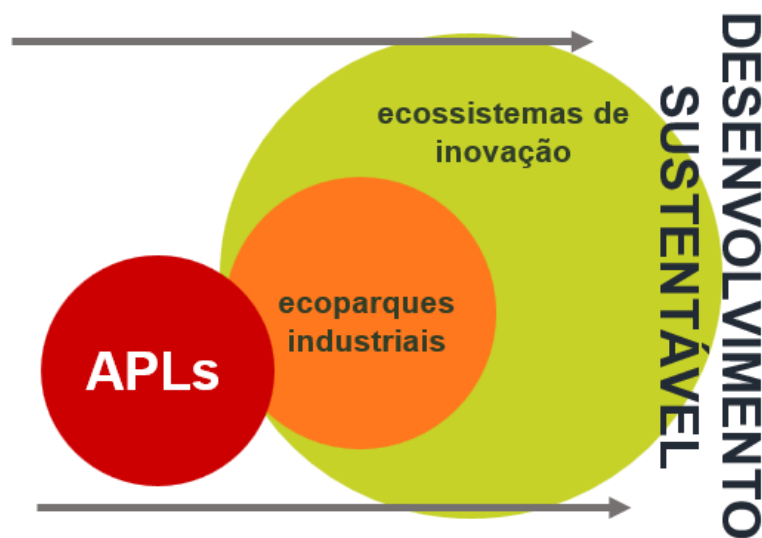 ecossistemas de
inovação
ecoparques
industriais
APLs
DESENVOLVIMENTO
SUSTENTÁVEL